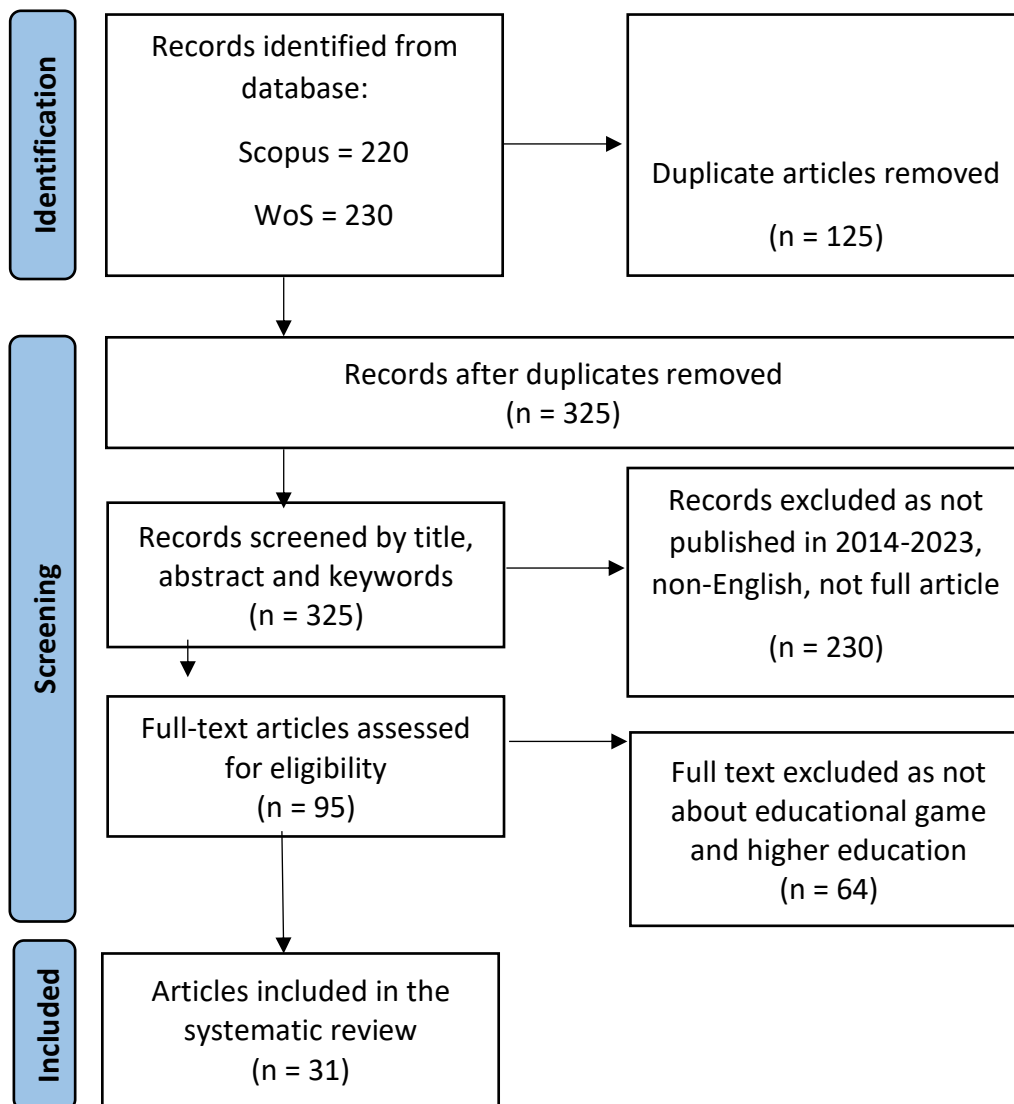 Identification
Records identified from
database:
Scopus = 220
WoS = 230
Duplicate articles removed
(n = 125)
Screening
Records after duplicates removed
(n = 325)
Records screened by title,
abstract and keywords
(n = 325)
Records excluded as not
published in 2014-2023,
non-English, not full article
(n = 230)
Full-text articles assessed
for eligibility
(n = 95)
Full text excluded as not
about educational game
and higher education
(n = 64)
Included
Articles included in the
systematic review
(n = 31)